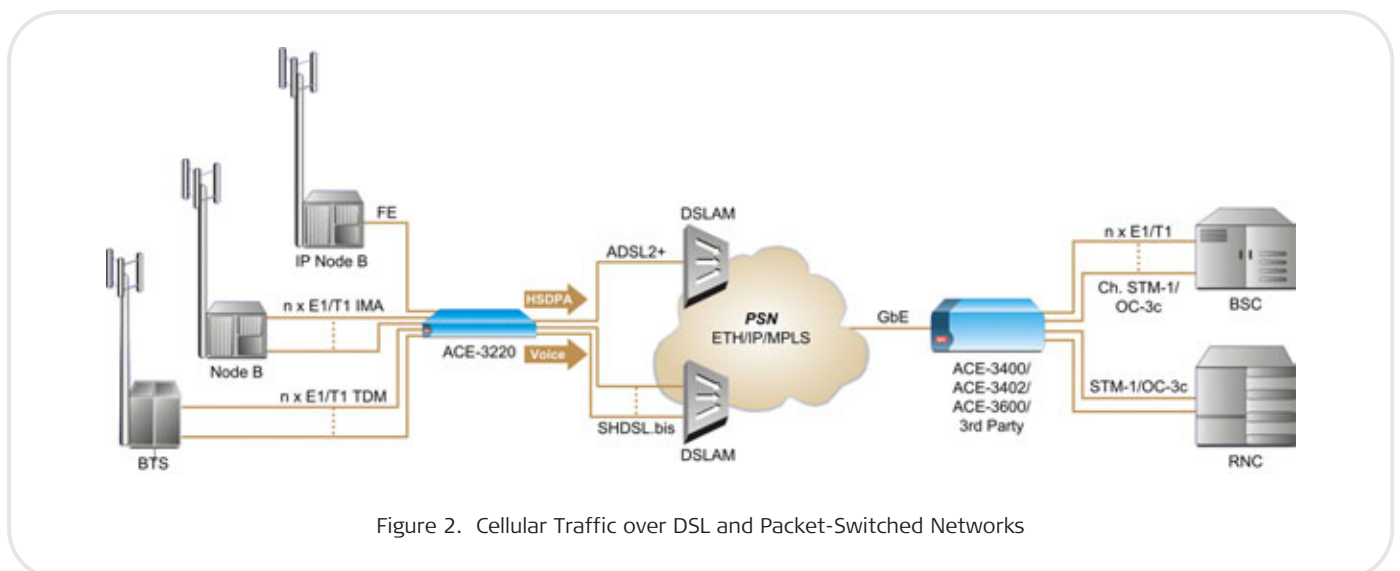 FE
IP Node B
n x E1/T1 IMA
Node B
n x E1/T1 TDM
BTS
ACE-3220
HSDPA
Voice
ADSL2+
SHDSL.bis
DSLAM
PSN
ETH/IP/MPLS
DSLAM
GbE
ACE-3400/
ACE-3402/
ACE-3600/
3rd Party
n x E1/T1
Ch. STM-1/
OC-3c
BSC
STM-1/OC-3c
RNC
Figure 2. Cellular Traffic over DSL and Packet-Switched Networks